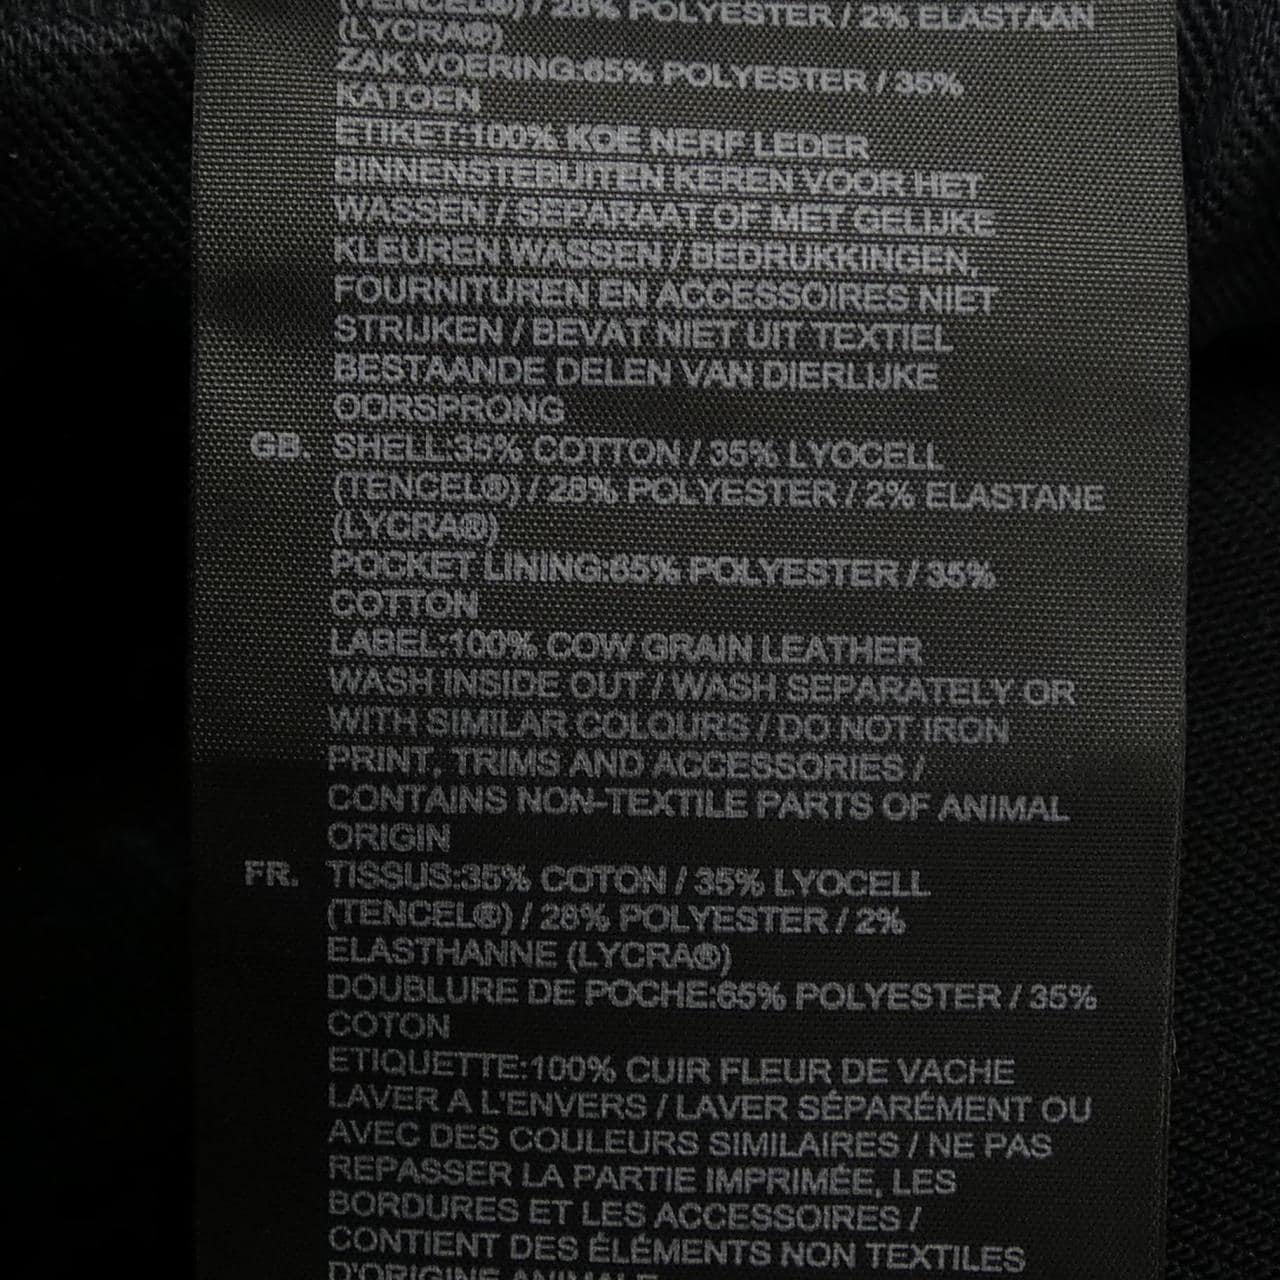 (TENCEL®) / 28% POLYESTER / 2% ELASTAAN
(LYCRA®)
ZAK VOERING:65% POLYESTER / 35%
KATOEN
ETIKET:100% KOE NERF LEDER
BINNENSTEBUITEN KEREN VOOR HET
WASSEN / SEPARAAT OF MET GELIJKE
KLEUREN WASSEN / BEDRUKKINGEN,
FOURNITUREN EN ACCESSOIRES NIET
STRIJKEN / BEVAT NIET UIT TEXTIEL
BESTAANDE DELEN VAN DIERLIJKE
OORSPRONG
GB. SHELL:35% COTTON / 35% LYOCELL
(TENCEL®) / 28% POLYESTER / 2% ELASTANE
(LYCRA®)
POCKET LINING:65% POLYESTER / 35%
COTTON
LABEL:100% COW GRAIN LEATHER
WASH INSIDE OUT / WASH SEPARATELY OR
WITH SIMILAR COLOURS / DO NOT IRON
PRINT, TRIMS AND ACCESSORIES /
CONTAINS NON-TEXTILE PARTS OF ANIMAL
ORIGIN
FR. TISSUS:35% COTON / 35% LYOCELL
(TENCEL®) / 28% POLYESTER / 2%
ELASTHANNE (LYCRA®)
DOUBLURE DE POCHE:65% POLYESTER / 35%
COTON
ETIQUETTE:100% CUIR FLEUR DE VACHE
LAVER A L'ENVERS / LAVER SÉPARÉMENT OU
AVEC DES COULEURS SIMILAIRES / NE PAS
REPASSER LA PARTIE IMPRIMÉE, LES
BORDURES ET LES ACCESSOIRES /
CONTIENT DES ÉLÉMENTS NON TEXTILES
D'ORIGINE ANIMALE